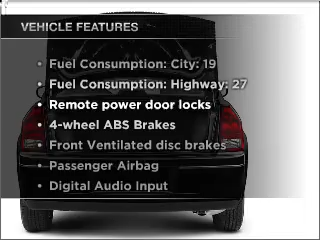 VEHICLE FEATURES
• Fuel Consumption: City: 19
• Fuel Consumption: Highway: 27
• Remote power door locks
• 4-wheel ABS Brakes
• Front Ventilated disc brakes
• Passenger Airbag
• Digital Audio Input